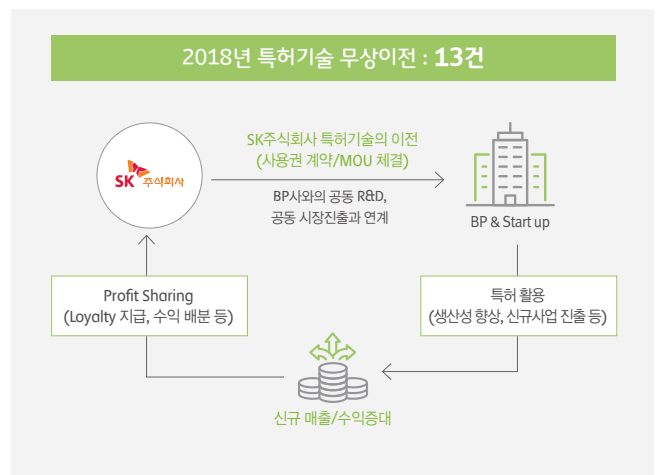 2018년 특허기술 무상이전 : 13건
SK주식회사 특허기술의 이전
(사용권 계약/MOU 체결)
SK 주식회사
BP사와의 공동 R&D,
공동 시장진출과 연계
BP & Start up
Profit Sharing
(Loyalty 지급, 수익 배분 등)
특허 활용
(생산성 향상, 신규사업 진출 등)
신규 매출/수익증대